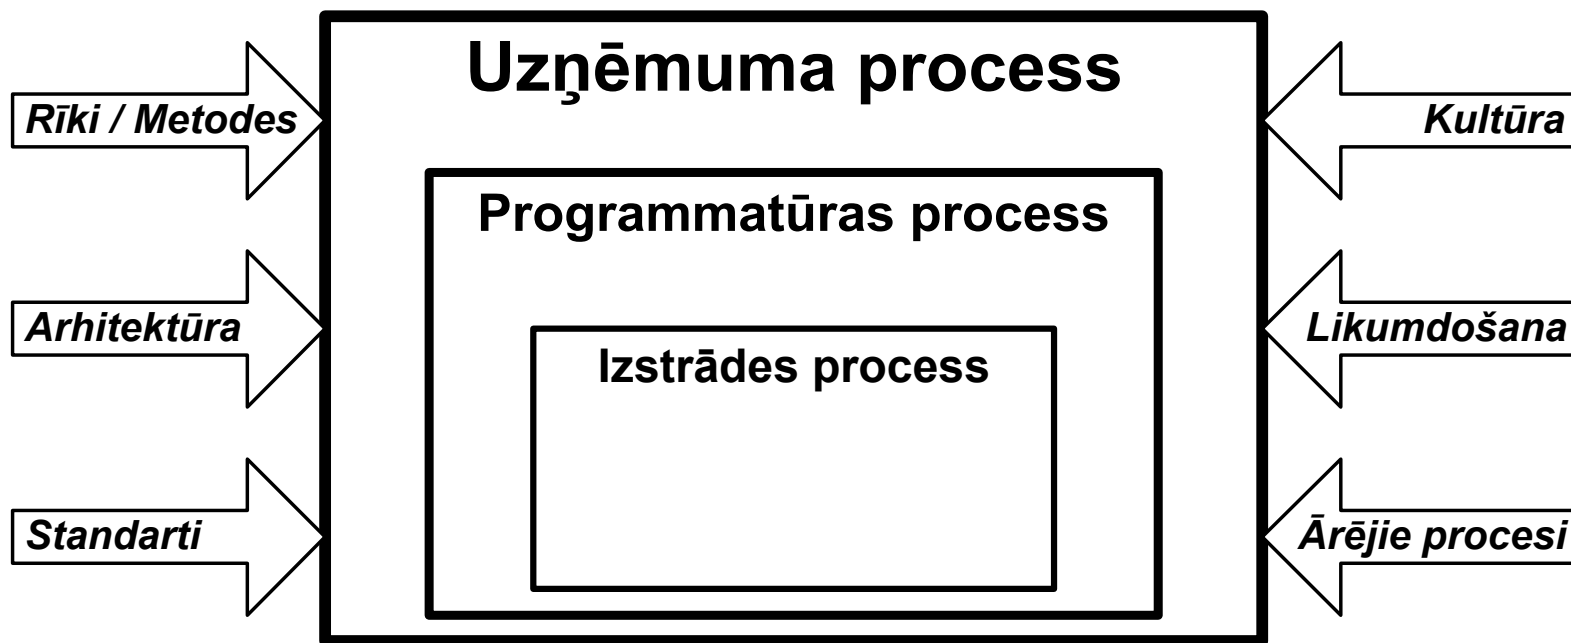 Uzņēmuma process
Rīki / Metodes
Kultūra
Programmatūras process
Arhitektūra
Likumdošana
Izstrādes process
Standarti
Ārējie procesi